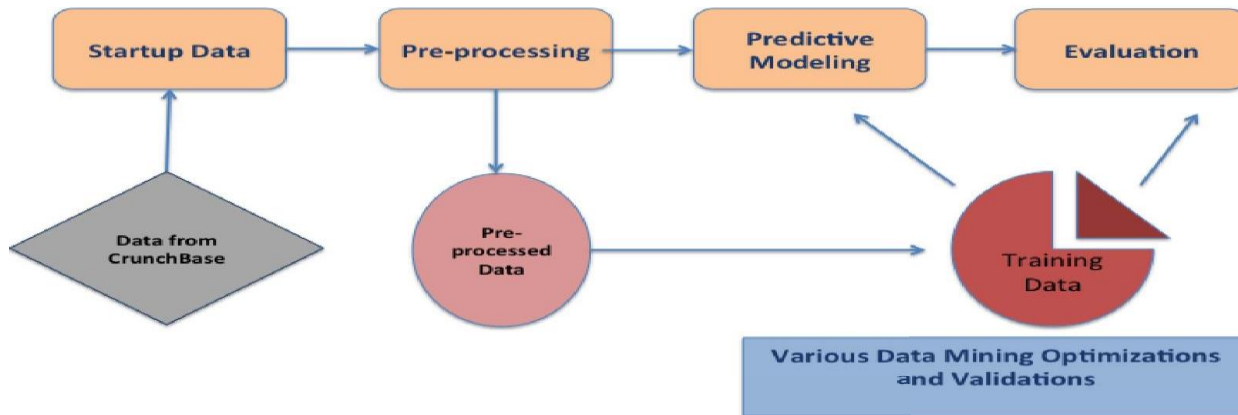 Startup Data
Pre-processing
Predictive
Modeling
Evaluation
Data from
CrunchBase
Pre-
processed
Data
Training
Data
Various Data Mining Optimizations
and Validations